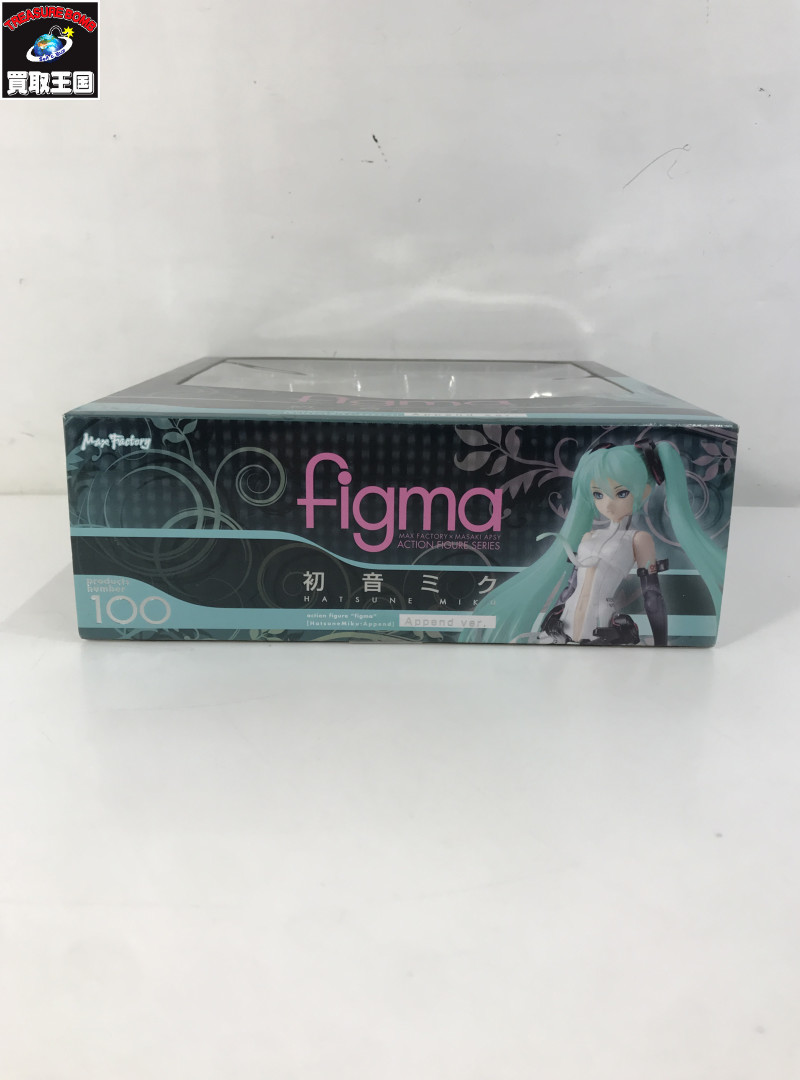 TREASURE BOMB
買取王国
Max Factory
figma
MAX FACTORY × MASAKI APSY
ACTION FIGURE SERIES
初音ミク
HATSUNE MIKU
product number
100
action figure "figma"
[HatsuneMiku・Append]
Append ver.